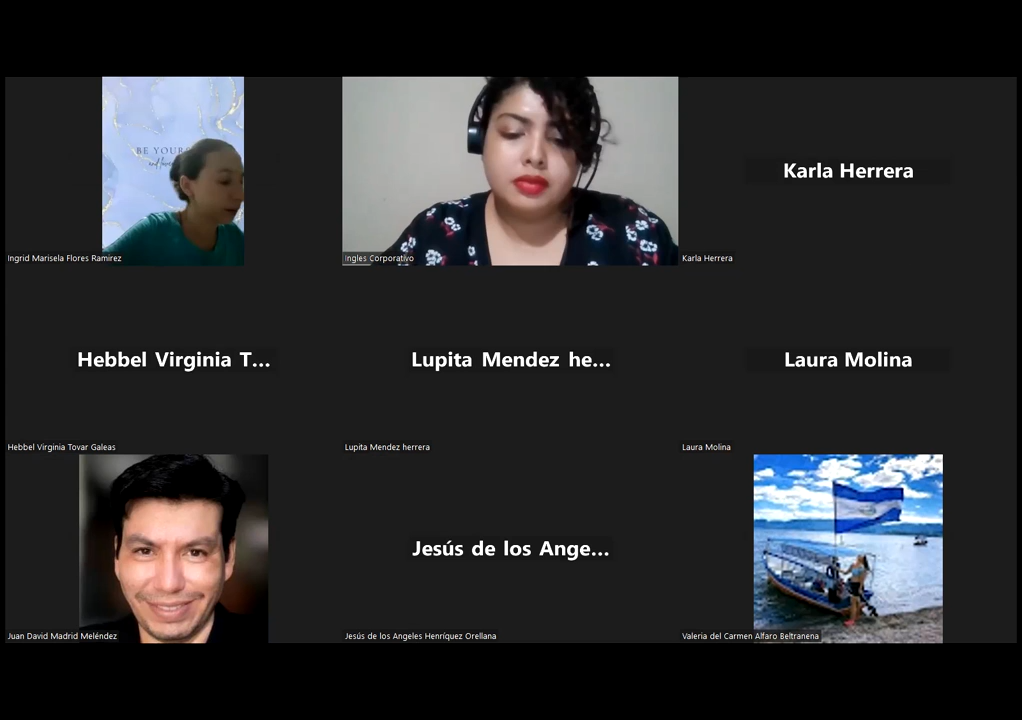 BE YOURS
Ingrid Marisela Flores Ramirez
Ingles Corporativo
Karla Herrera
Karla Herrera
Hebbel Virginia T...
Lupita Mendez he...
Laura Molina
Hebbel Virginia Tovar Galeas
Lupita Mendez herrera
Laura Molina
Jesús de los Ange...
Juan David Madrid Meléndez
Jesús de los Angeles Henríquez Orellana
Valeria del Carmen Alfaro Beltranena